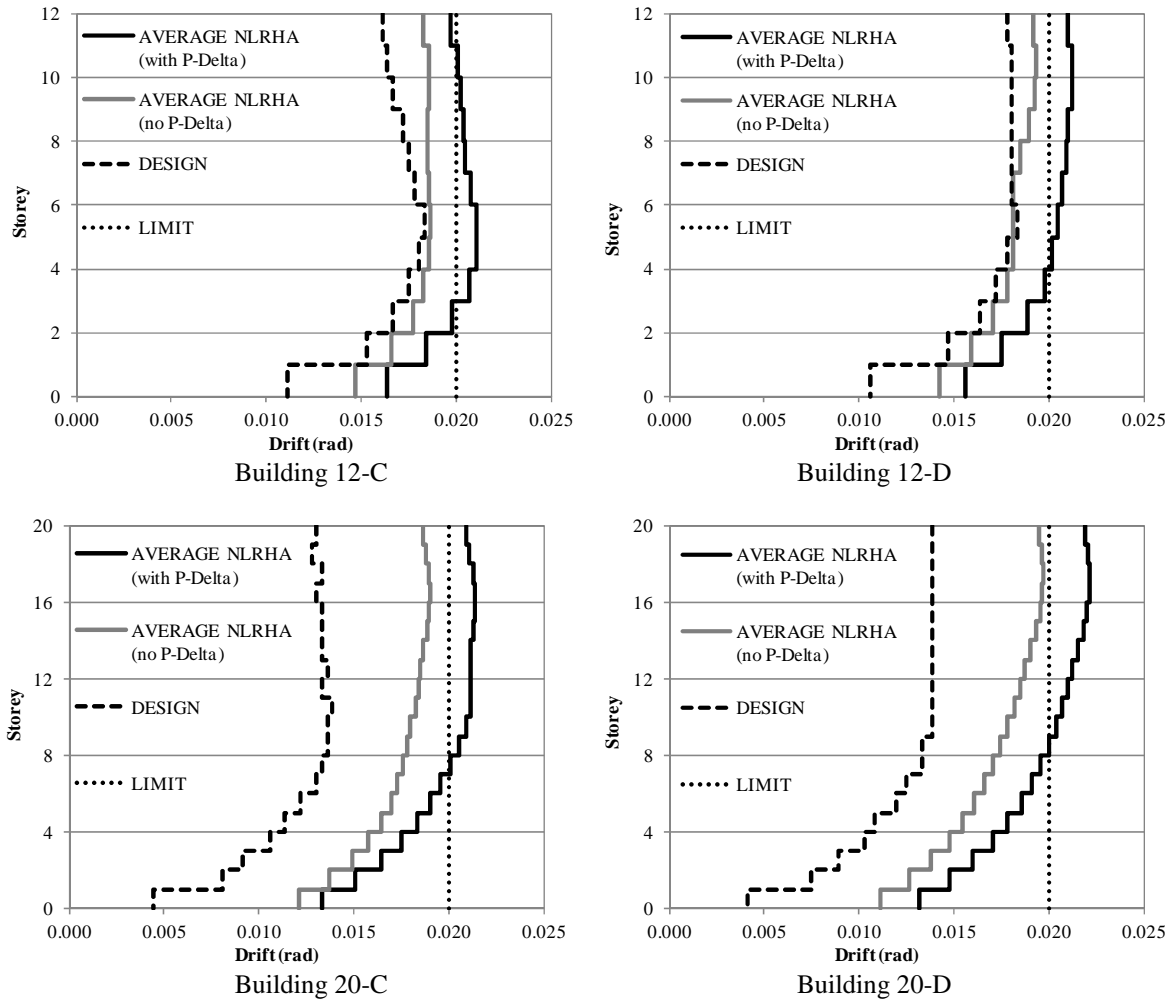 12
10
8
6
4
2
0
Storey
AVERAGE NLRHA
(with P-Delta)
AVERAGE NLRHA
(no P-Delta)
DESIGN
LIMIT
0.000 0.005 0.010 0.015 0.020 0.025
Drift (rad)
Building 12-C
12
10
8
6
4
2
0
Storey
AVERAGE NLRHA
(with P-Delta)
AVERAGE NLRHA
(no P-Delta)
DESIGN
LIMIT
0.000 0.005 0.010 0.015 0.020 0.025
Drift (rad)
Building 12-D
20
16
12
8
4
0
Storey
AVERAGE NLRHA
(with P-Delta)
AVERAGE NLRHA
(no P-Delta)
DESIGN
LIMIT
0.000 0.005 0.010 0.015 0.020 0.025
Drift (rad)
Building 20-C
20
16
12
8
4
0
Storey
AVERAGE NLRHA
(with P-Delta)
AVERAGE NLRHA
(no P-Delta)
DESIGN
LIMIT
0.000 0.005 0.010 0.015 0.020 0.025
Drift (rad)
Building 20-D